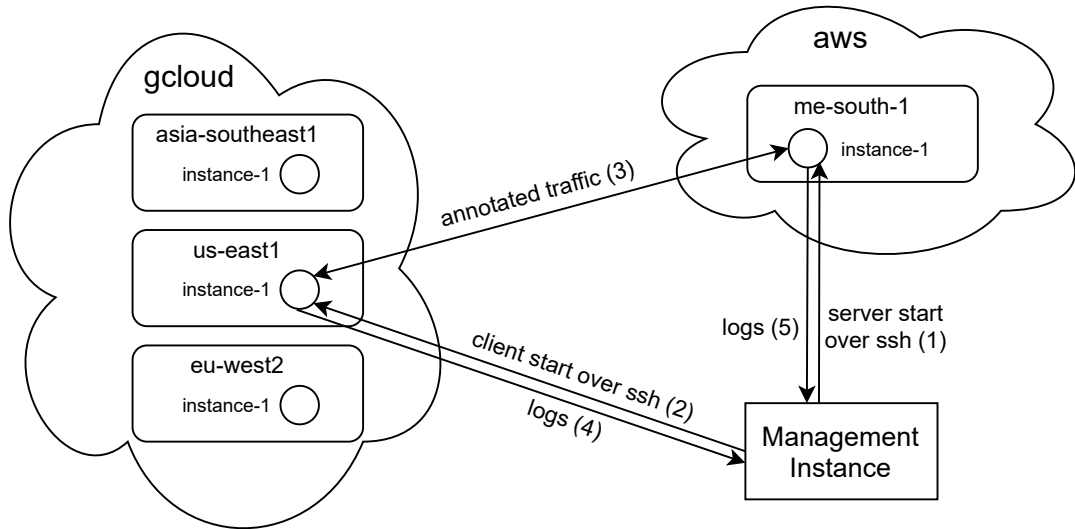 gcloud
asia-southeast1
instance-1
us-east1
instance-1
eu-west2
instance-1
aws
me-south-1
instance-1
annotated traffic (3)
client start over ssh (2)
logs (4)
logs (5)
server start
over ssh (1)
Management
Instance